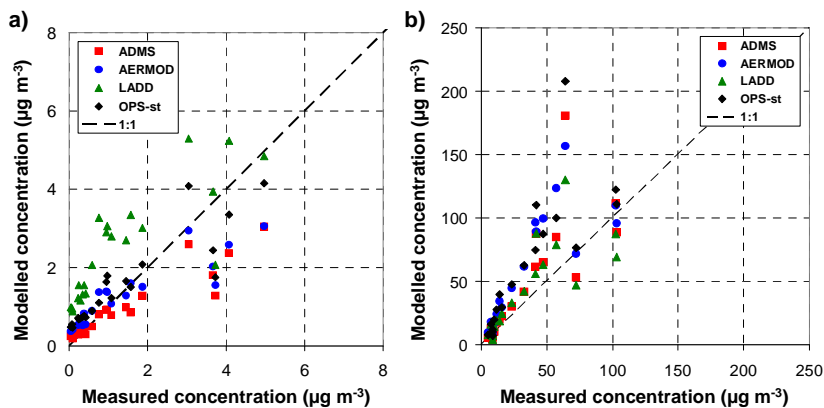 a)
Modelled concentration (µg m-3)
8
6
4
2
0
ADMS
AERMOD
LADD
OPS-st
1:1
0 2 4 6 8
Measured concentration (µg m-3)
b)
Modelled concentration (µg m-3)
250
200
150
100
50
0
ADMS
AERMOD
LADD
OPS-st
1:1
0 50 100 150 200 250
Measured concentration (µg m-3)